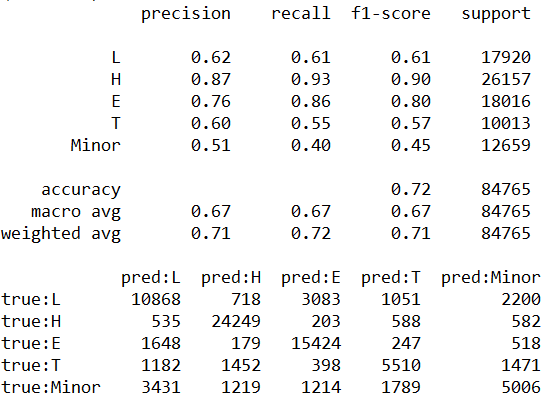 precision recall f1-score support
L 0.62 0.61 0.61 17920
H 0.87 0.93 0.90 26157
E 0.76 0.86 0.80 18016
T 0.60 0.55 0.57 10013
Minor 0.51 0.40 0.45 12659
accuracy 0.72 84765
macro avg 0.67 0.67 0.67 84765
weighted avg 0.71 0.72 0.71 84765
pred:L pred:H pred:E pred:T pred:Minor
true:L 10868 718 3083 1051 2200
true:H 535 24249 203 588 582
true:E 1648 179 15424 247 518
true:T 1182 1452 398 5510 1471
true:Minor 3431 1219 1214 1789 5006